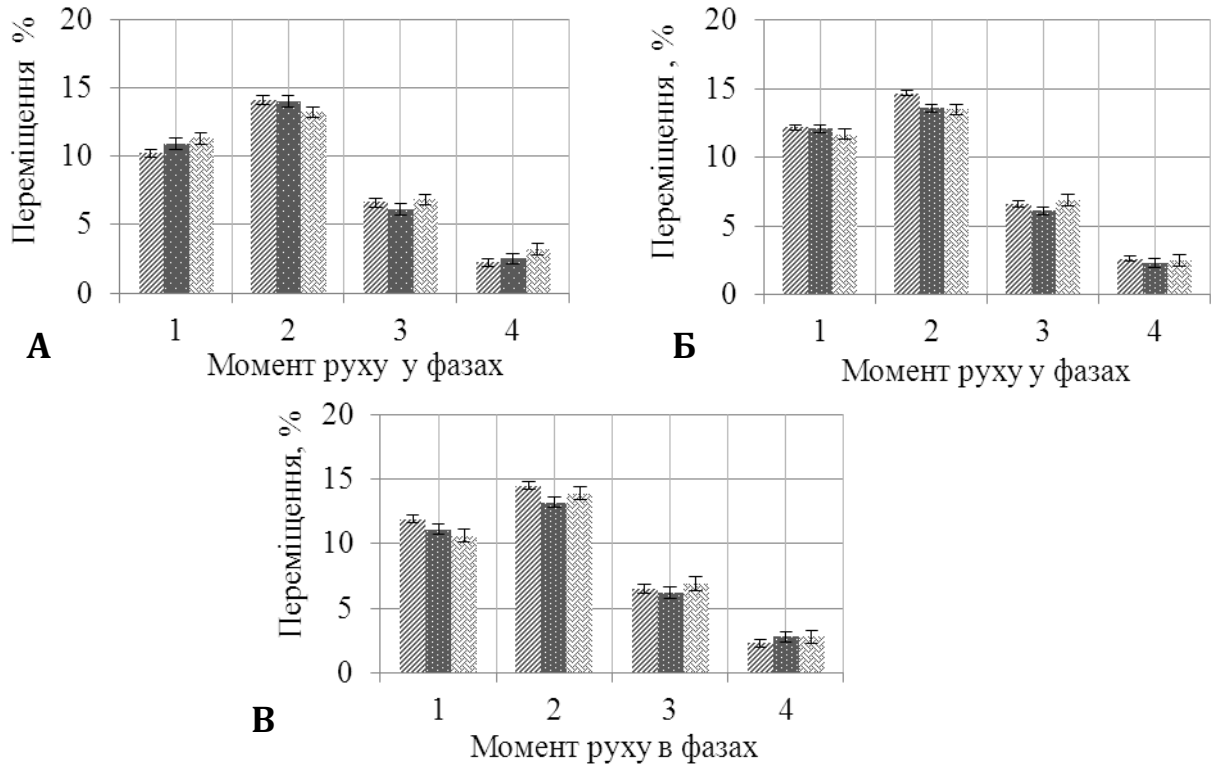 Переміщення %
20
15
10
5
0
1 2 3 4
Момент руху у фазах
А
Переміщення , %
20
15
10
5
0
1 2 3 4
Момент руху у фазах
Б
Переміщення, %
20
15
10
5
0
1 2 3 4
Момент руху в фазах
В